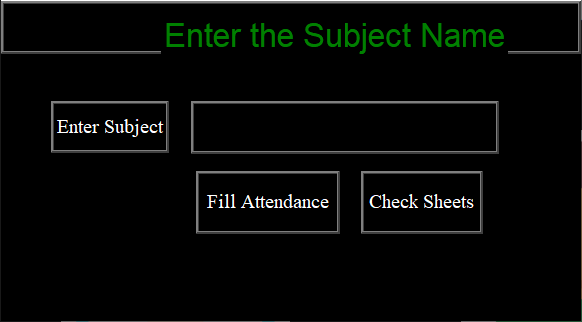 Enter the Subject Name
Enter Subject
Fill Attendance
Check Sheets